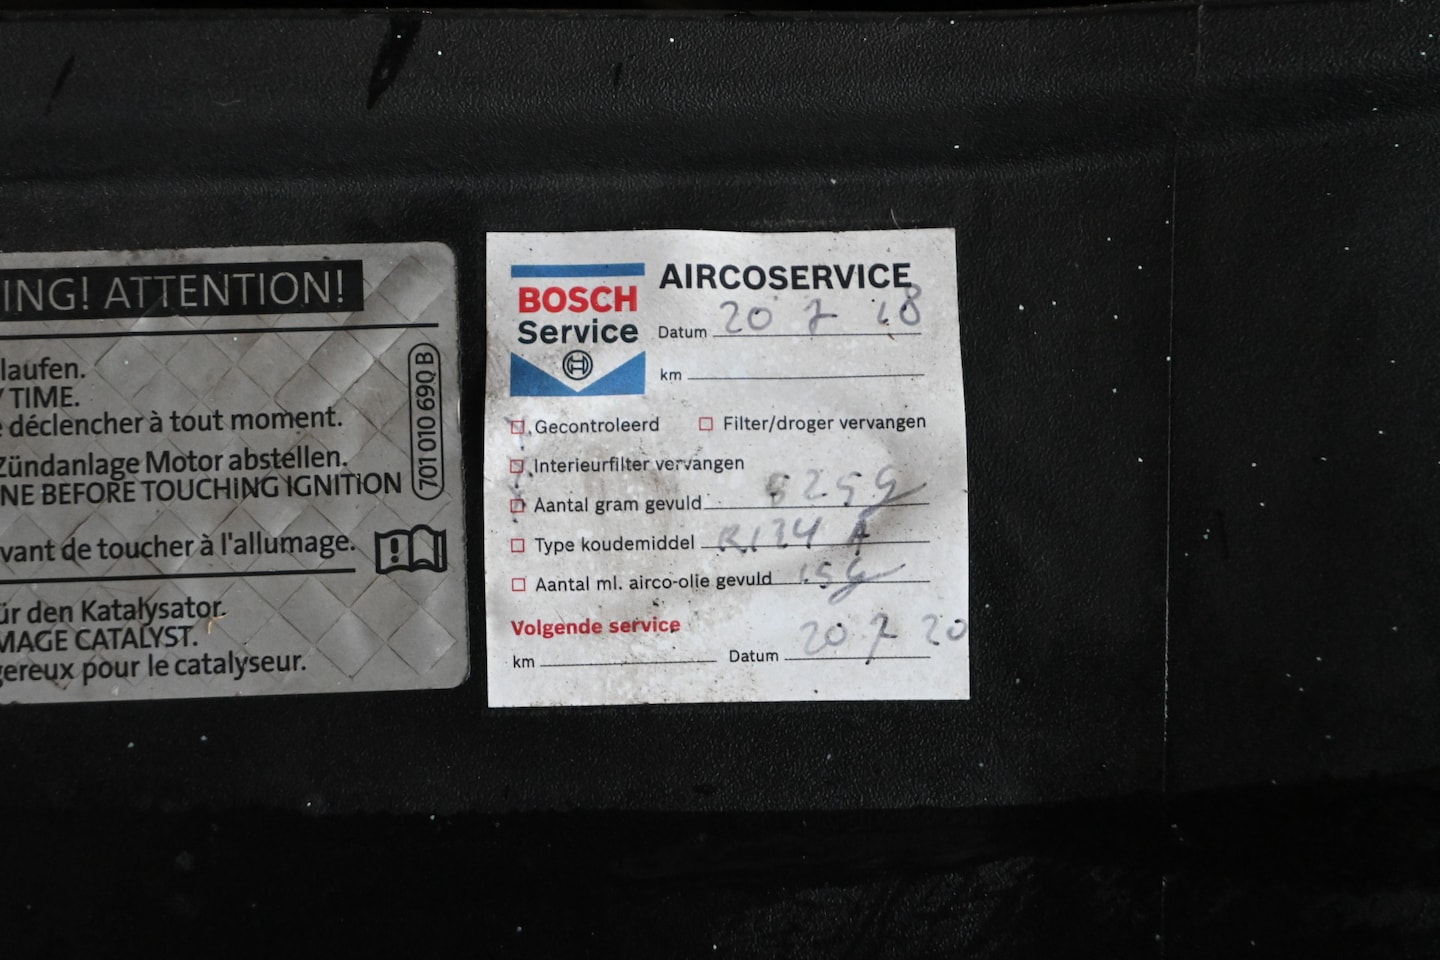 ING! ATTENTION!
laufen.
TIME.
déclencher à tout moment.
Zündanlage Motor abstellen.
NE BEFORE TOUCHING IGNITION
vant de toucher à l'allumage.
ür den Katalysator.
MAGE CATALYST.
gereux pour le catalyseur.
701 010 69Q B
BOSCH
Service
AIRCOSERVICE
Datum 20 7 18
km
Gecontroleerd
Filter/droger vervangen
Interieurfilter vervangen
Aantal gram gevuld
Type koudemiddel R134 A
Aantal ml. airco-olie gevuld 15g
Volgende service
km
Datum 20 7 20